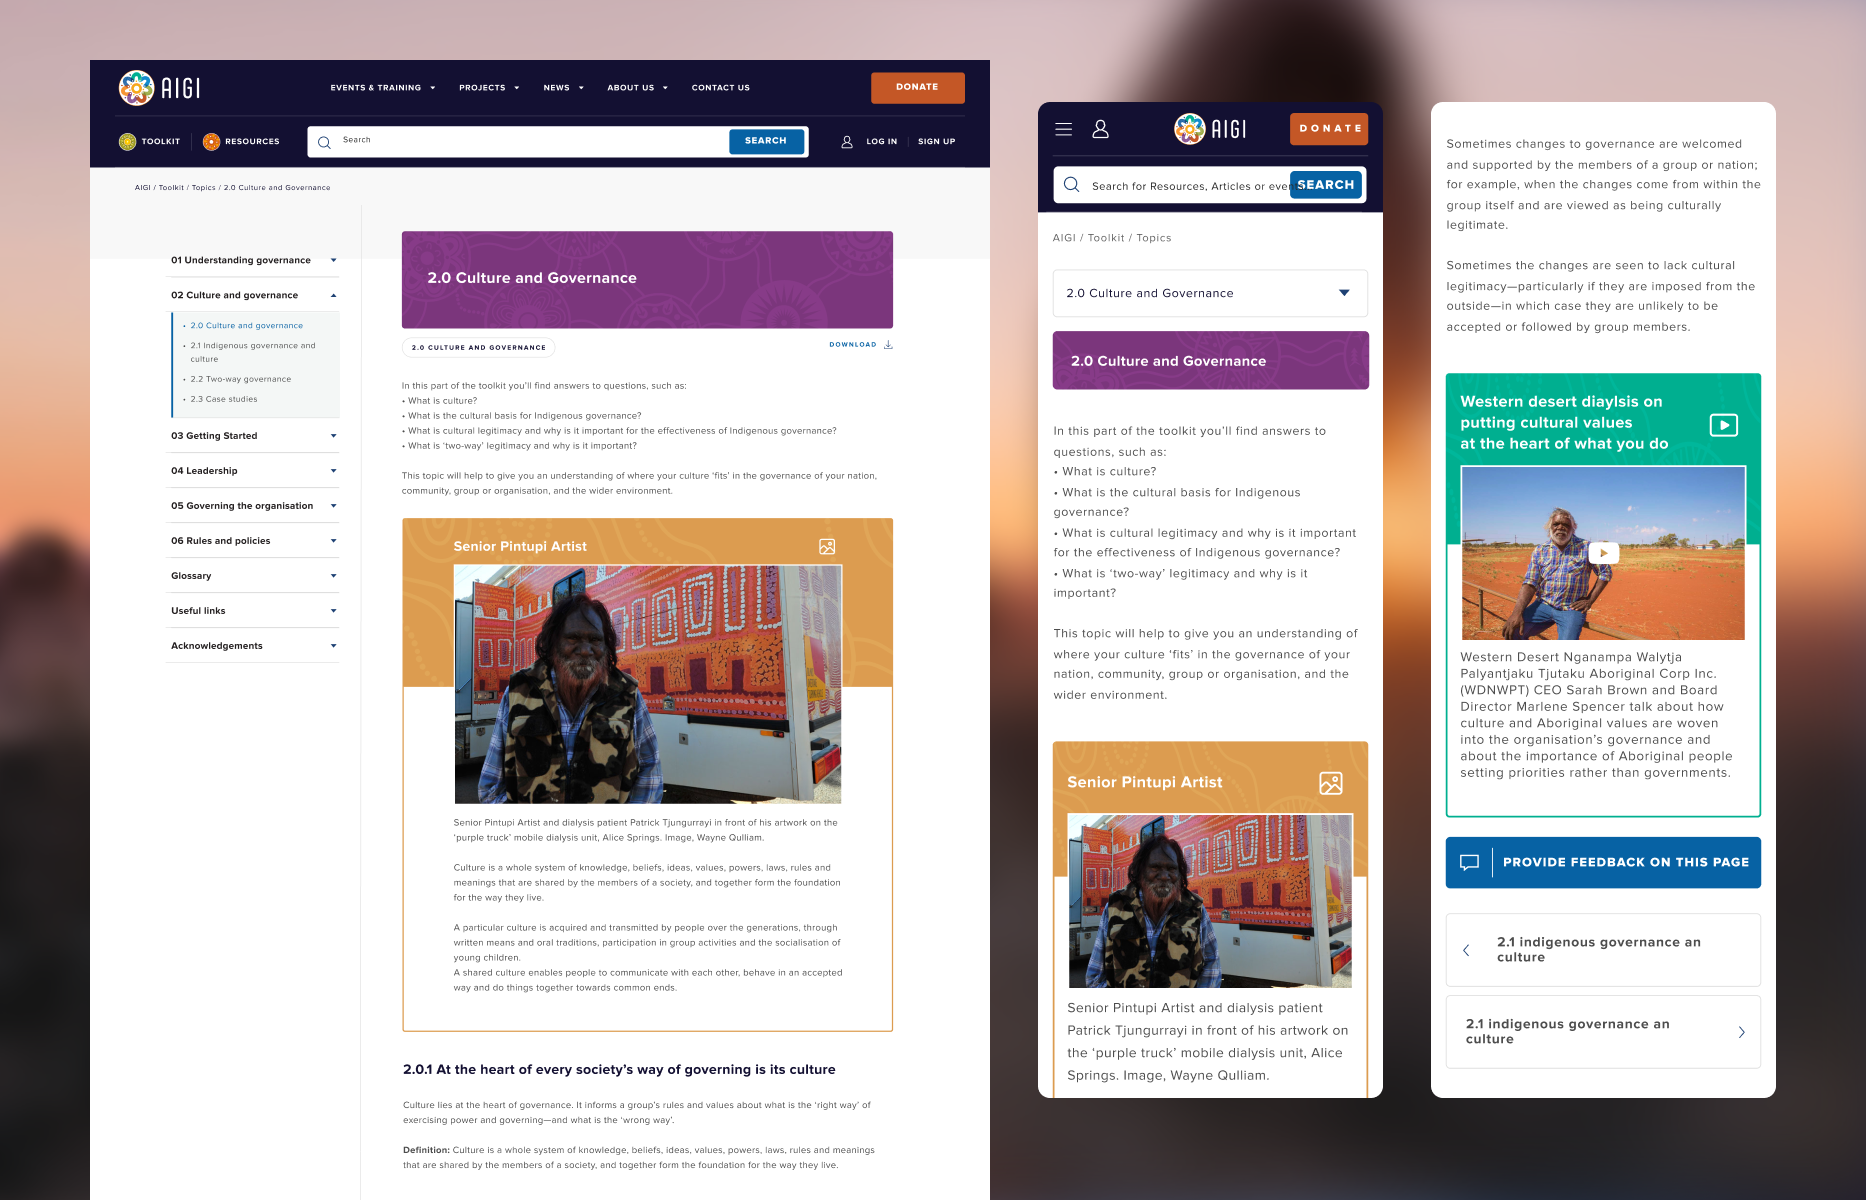 AIGI
EVENTS & TRAINING
PROJECTS
NEWS
ABOUT US
CONTACT US
DONATE
TOOLKIT
RESOURCES
Search
SEARCH
LOG IN
SIGN UP
AIGI / Toolkit / Topics / 2.0 Culture and Governance
01 Understanding governance
02 Culture and governance
• 2.0 Culture and governance
• 2.1 Indigenous governance and
culture
• 2.2 Two-way governance
• 2.3 Case studies
03 Getting Started
04 Leadership
05 Governing the organisation
06 Rules and policies
Glossary
Useful links
Acknowledgements
2.0 Culture and Governance
2.0 CULTURE AND GOVERNANCE
DOWNLOAD
In this part of the toolkit you'll find answers to questions, such as:
• What is culture?
• What is the cultural basis for Indigenous governance?
• What is cultural legitimacy and why is it important for the effectiveness of Indigenous governance?
• What is 'two-way' legitimacy and why is it important?
This topic will help to give you an understanding of where your culture 'fits' in the governance of your nation,
community, group or organisation, and the wider environment.
Senior Pintupi Artist
Senior Pintupi Artist and dialysis patient Patrick Tjungurrayi in front of his artwork on the
'purple truck' mobile dialysis unit, Alice Springs. Image, Wayne Qulliam.
Culture is a whole system of knowledge, beliefs, ideas, values, powers, laws, rules and
meanings that are shared by the members of a society, and together form the foundation
for the way they live.
A particular culture is acquired and transmitted by people over the generations, through
written means and oral traditions, participation in group activities and the socialisation of
young children.
A shared culture enables people to communicate with each other, behave in an accepted
way and do things together towards common ends.
2.0.1 At the heart of every society's way of governing is its culture
Culture lies at the heart of governance. It informs a group's rules and values about what is the 'right way' of
exercising power and governing—and what is the 'wrong way'.
Definition: Culture is a whole system of knowledge, beliefs, ideas, values, powers, laws, rules and meanings
that are shared by the members of a society, and together form the foundation for the way they live.
AIGI
DONATE
Search for Resources, Articles or even
SEARCH
AIGI / Toolkit / Topics
2.0 Culture and Governance
2.0 Culture and Governance
In this part of the toolkit you'll find answers to
questions, such as:
• What is culture?
• What is the cultural basis for Indigenous
governance?
• What is cultural legitimacy and why is it important
for the effectiveness of Indigenous governance?
• What is 'two-way' legitimacy and why is it
important?
This topic will help to give you an understanding of
where your culture 'fits' in the governance of your
nation, community, group or organisation, and the
wider environment.
Senior Pintupi Artist
Senior Pintupi Artist and dialysis patient
Patrick Tjungurrayi in front of his artwork on
the 'purple truck' mobile dialysis unit, Alice
Springs. Image, Wayne Qulliam.
Sometimes changes to governance are welcomed
and supported by the members of a group or nation;
for example, when the changes come from within the
group itself and are viewed as being culturally
legitimate.
Sometimes the changes are seen to lack cultural
legitimacy—particularly if they are imposed from the
outside—in which case they are unlikely to be
accepted or followed by group members.
Western desert diaylsis on
putting cultural values
at the heart of what you do
Western Desert Nganampa Walytja
Palyantjaku Tjutaku Aboriginal Corp Inc.
(WDNWPT) CEO Sarah Brown and Board
Director Marlene Spencer talk about how
culture and Aboriginal values are woven
into the organisation's governance and
about the importance of Aboriginal people
setting priorities rather than governments.
PROVIDE FEEDBACK ON THIS PAGE
2.1 indigenous governance an
culture
2.1 indigenous governance an
culture